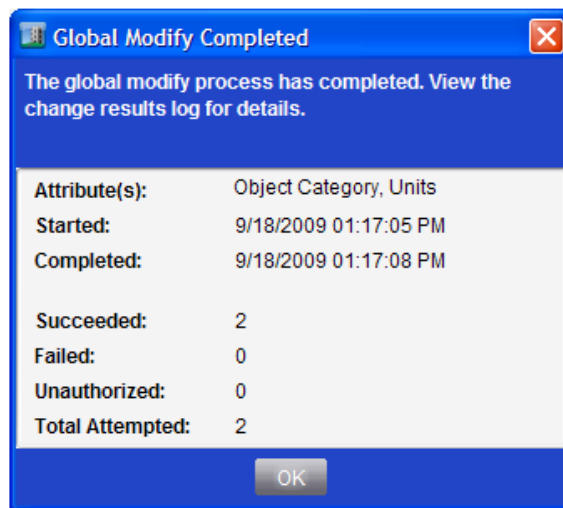 Global Modify Completed
The global modify process has completed. View the
change results log for details.
Attribute(s): Object Category, Units
Started: 9/18/2009 01:17:05 PM
Completed: 9/18/2009 01:17:08 PM
Succeeded: 2
Failed: 0
Unauthorized: 0
Total Attempted: 2
OK